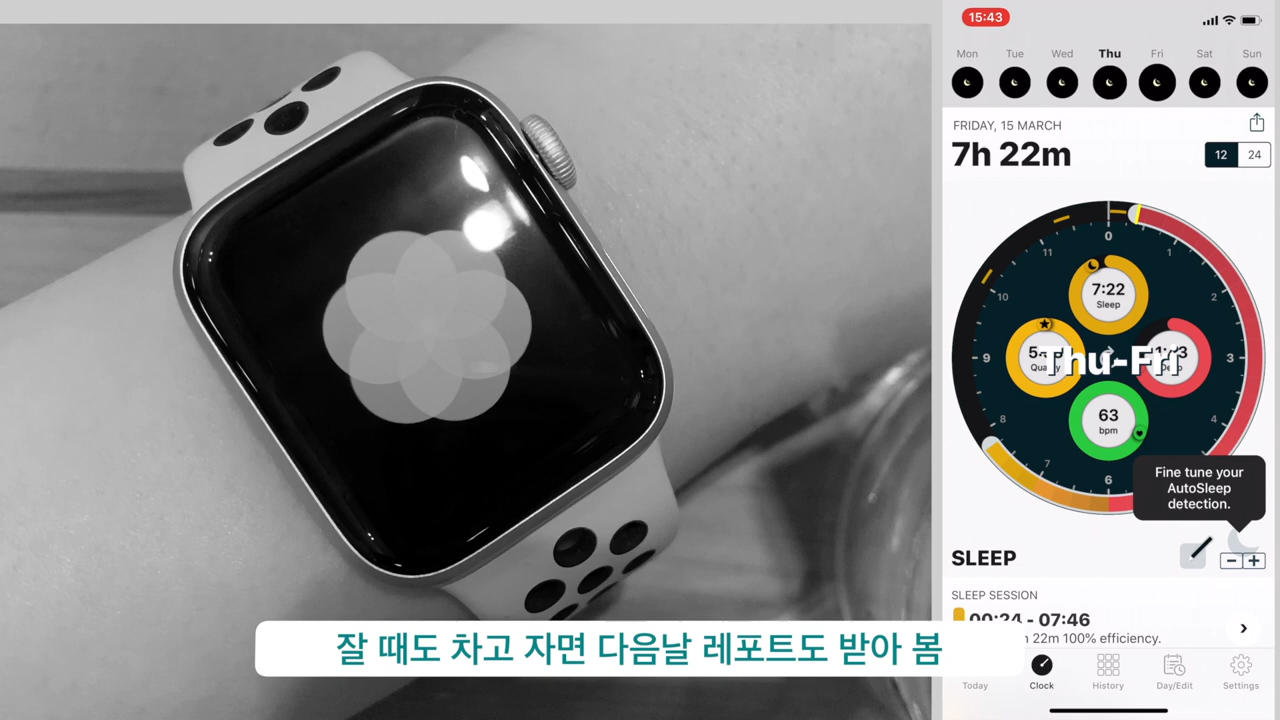 15:43
Mon Tue Wed Thu Fri Sat Sun
FRIDAY, 15 MARCH
7h 22m
12 24
0
1
2
3
4
6
7
8
9
10
11
7:22
Sleep
63
bpm
Thu-Fri
Fine tune your
AutoSleep
detection.
SLEEP
SLEEP SESSION
00:24 - 07:46
22m 100% efficiency.
잘 때도 차고 자면 다음날 레포트도 받아 봄
Today Clock History Day/Edit Settings